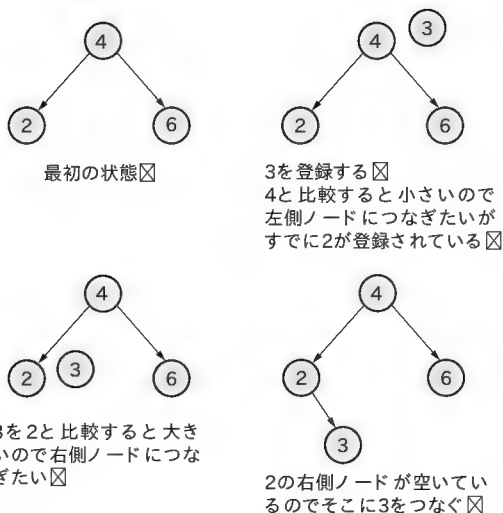 4
2
6
最初の状態
4
3
2
6
3を登録する
4と比較すると小さいので
左側ノードにつなぎたいが
すでに2が登録されている
4
2
3
6
3を2と比較すると大き
いので右側ノードにつな
ぎたい
4
2
6
3
2の右側ノードが空いてい
るのでそこに3をつなぐ